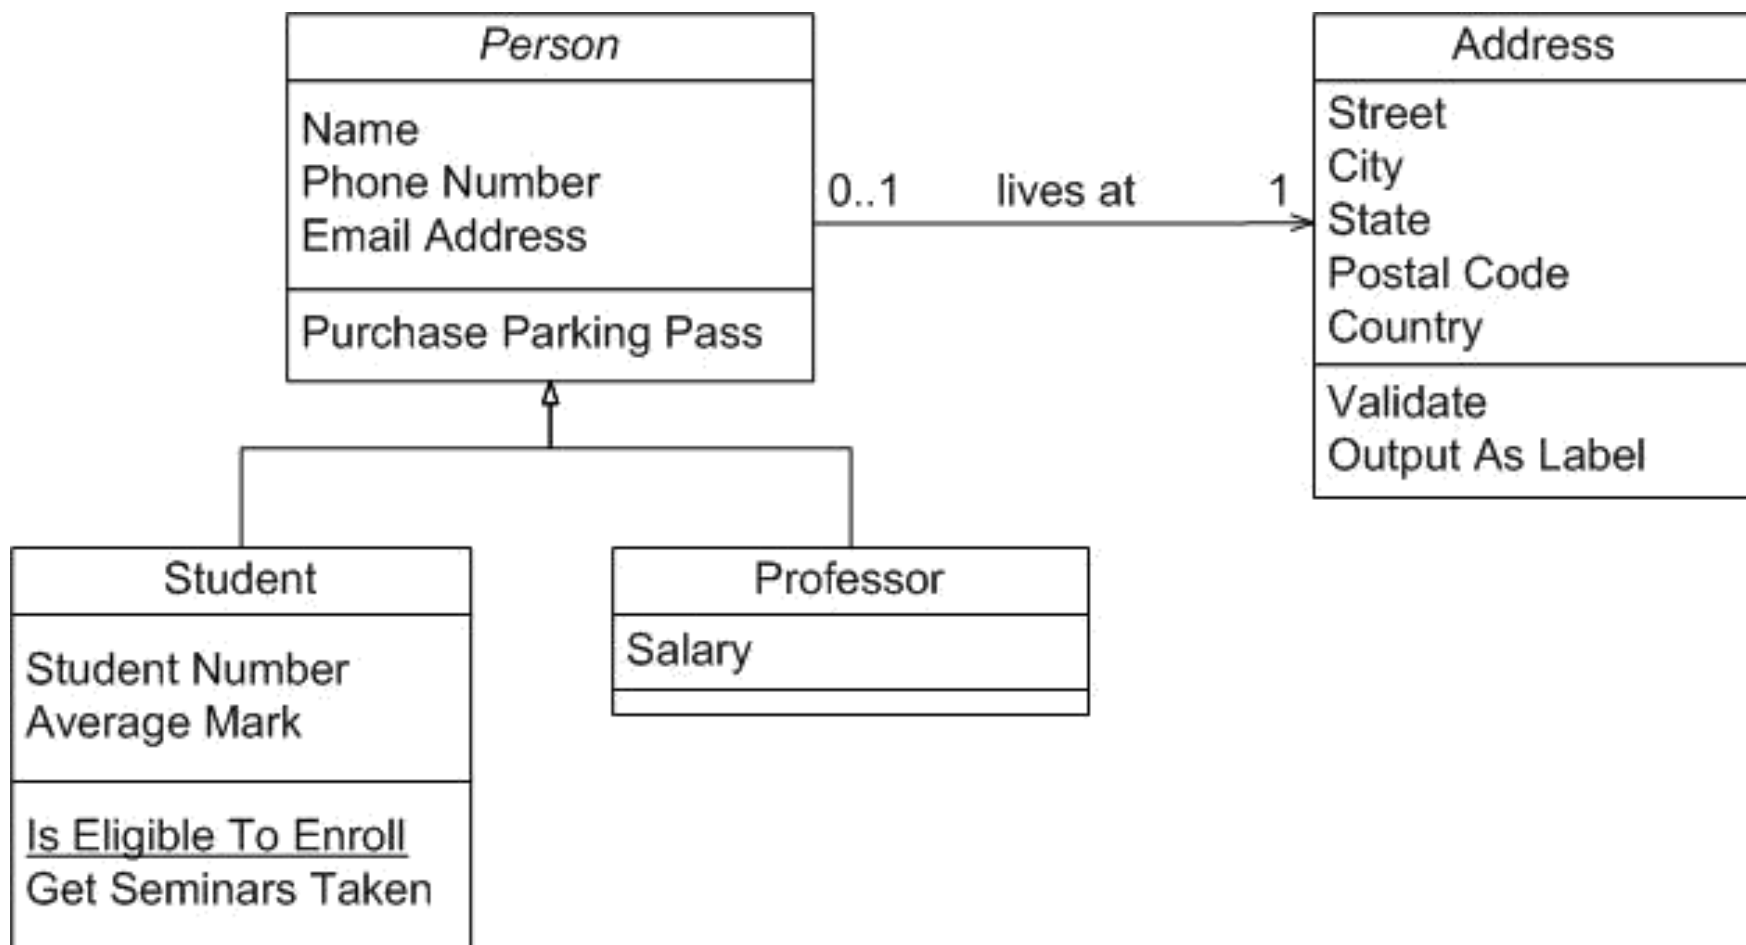 Person
Name
Phone Number
Email Address
Purchase Parking Pass
0..1 lives at 1
Address
Street
City
State
Postal Code
Country
Validate
Output As Label
Student
Student Number
Average Mark
Is Eligible To Enroll
Get Seminars Taken
Professor
Salary